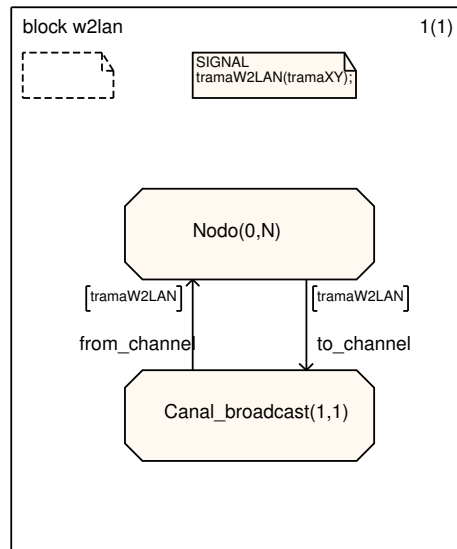 block w2lan
1(1)
SIGNAL
tramaW2LAN(tramaXY);
Nodo(0,N)
[tramaW2LAN]
[tramaW2LAN]
from_channel
to_channel
Canal_broadcast(1,1)